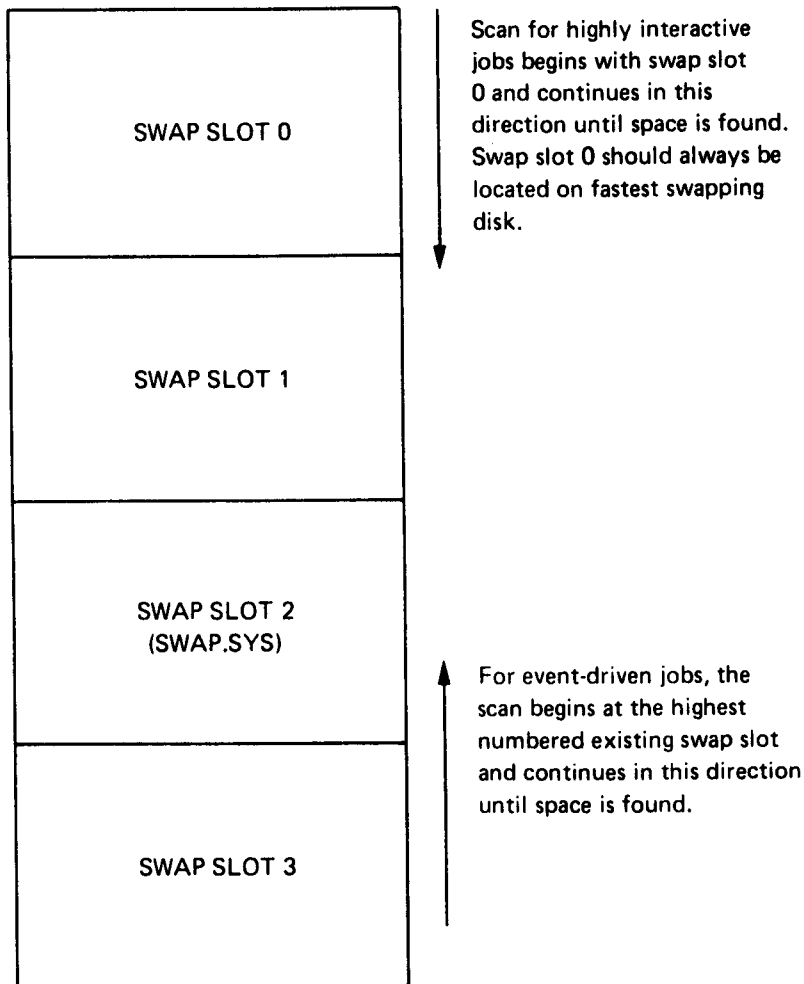 SWAP SLOT 0
Scan for highly interactive
jobs begins with swap slot
0 and continues in this
direction until space is found.
Swap slot 0 should always be
located on fastest swapping
disk.
SWAP SLOT 1
SWAP SLOT 2
(SWAP.SYS)
For event-driven jobs, the
scan begins at the highest
numbered existing swap slot
and continues in this direction
until space is found.
SWAP SLOT 3